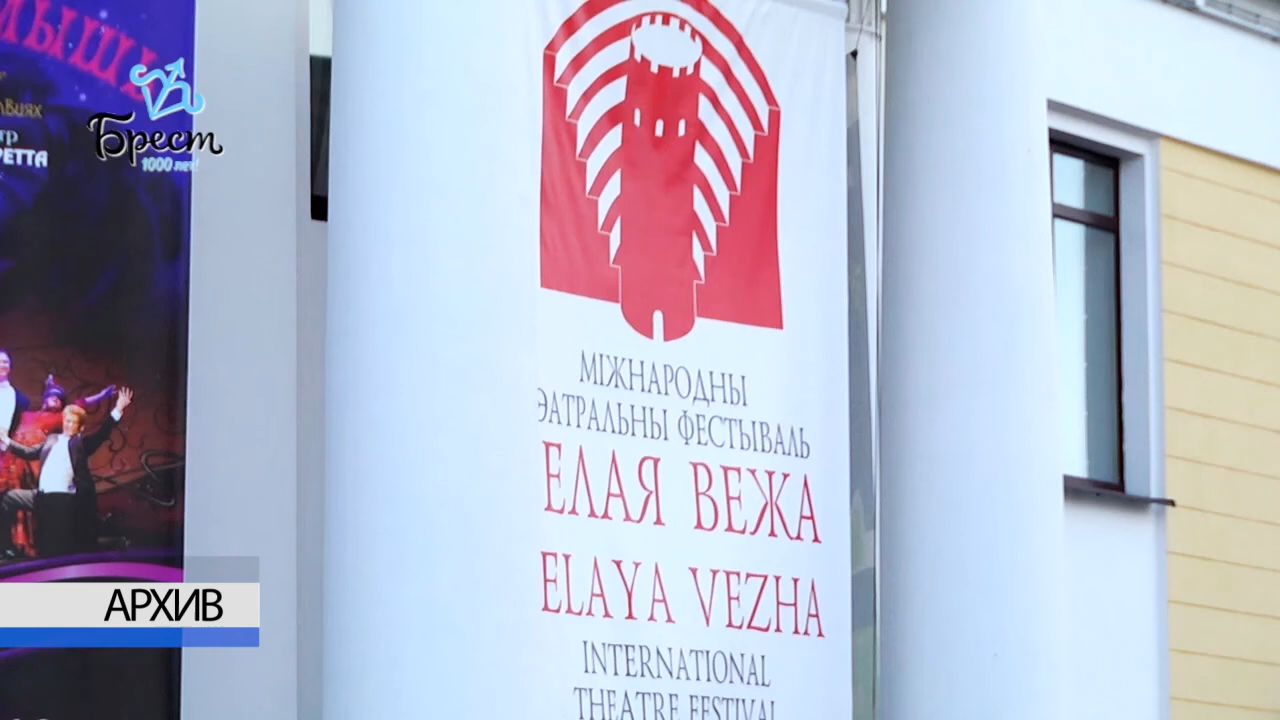 Брест
1000 лет!
МІЖНАРОДНЫ
ЭАТРАЛЬНЫ ФЕСТЫВАЛЬ
ЕЛАЯ ВЕЖА
ELAYA VEZHA
INTERNATIONAL
THEATRE FESTIVAL
АРХИВ